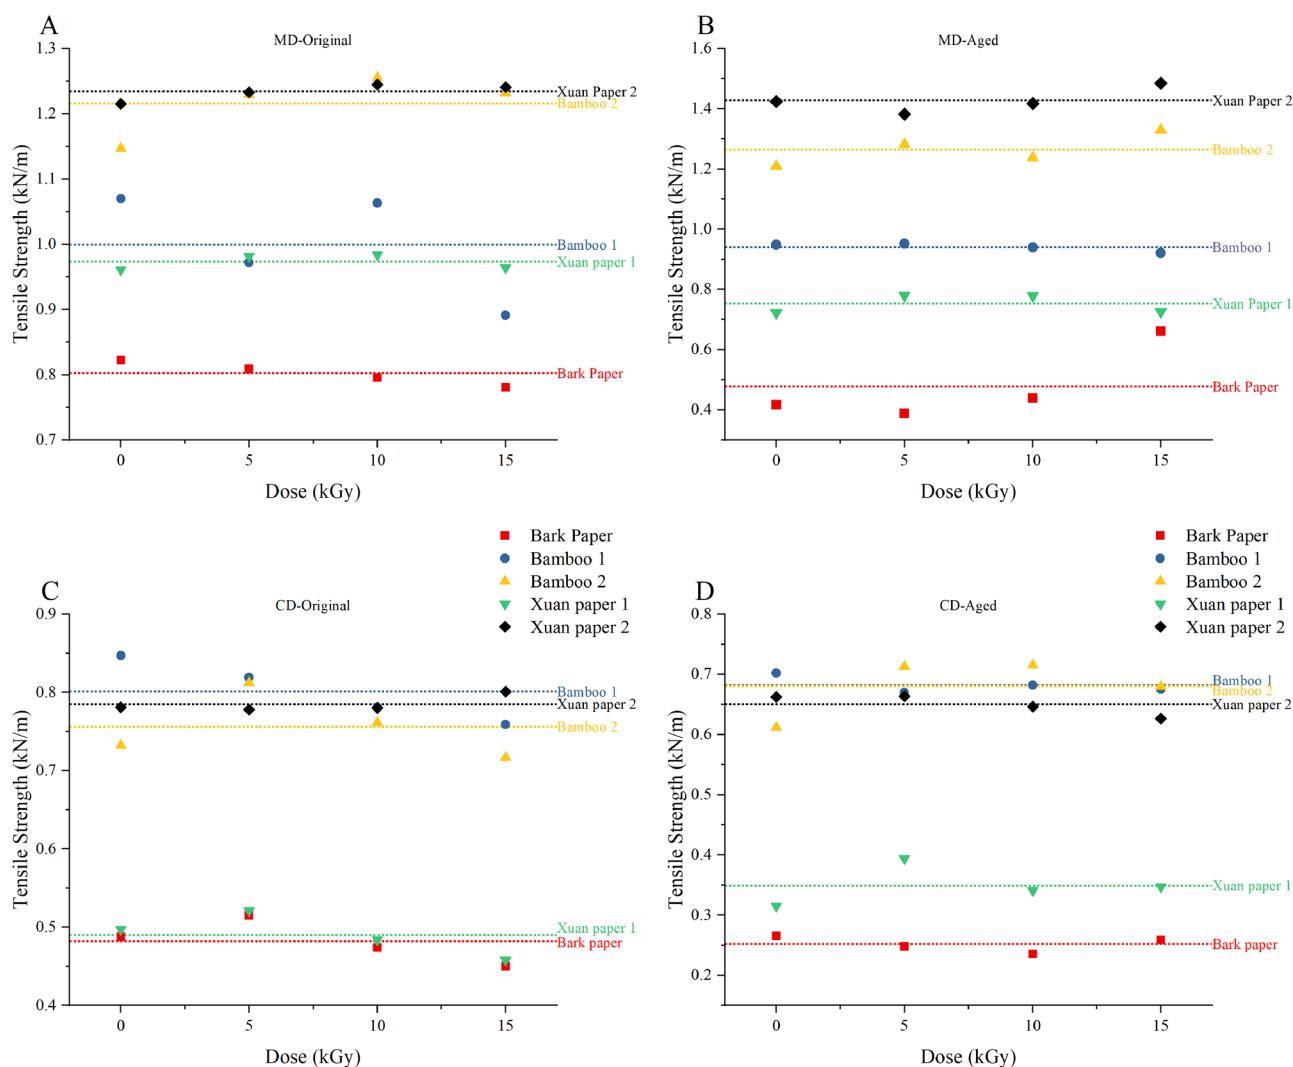 A
MD-Original
1.3
1.2
1.1
1.0
0.9
0.8
0.7
Tensile Strength (kN/m)
Xuan Paper 2
Bamboo 2
Bamboo 1
Xuan paper 1
Bark Paper
0 5 10 15
Dose (kGy)
B
MD-Aged
1.6
1.4
1.2
1.0
0.8
0.6
0.4
Tensile Strength (kN/m)
Xuan Paper 2
Bamboo 2
Bamboo 1
Xuan Paper 1
Bark Paper
0 5 10 15
Dose (kGy)
C
CD-Original
Bark Paper
Bamboo 1
Bamboo 2
Xuan paper 1
Xuan paper 2
0.9
0.8
0.7
0.6
0.5
0.4
Tensile Strength (kN/m)
Bamboo 1
Xuan paper 2
Bamboo 2
Xuan paper 1
Bark paper
0 5 10 15
Dose (kGy)
D
CD-Aged
Bark Paper
Bamboo 1
Bamboo 2
Xuan paper 1
Xuan paper 2
0.8
0.7
0.6
0.5
0.4
0.3
0.2
Tensile Strength (kN/m)
Bamboo 1
Bamboo 2
Xuan paper 2
Xuan paper 1
Bark paper
0 5 10 15
Dose (kGy)